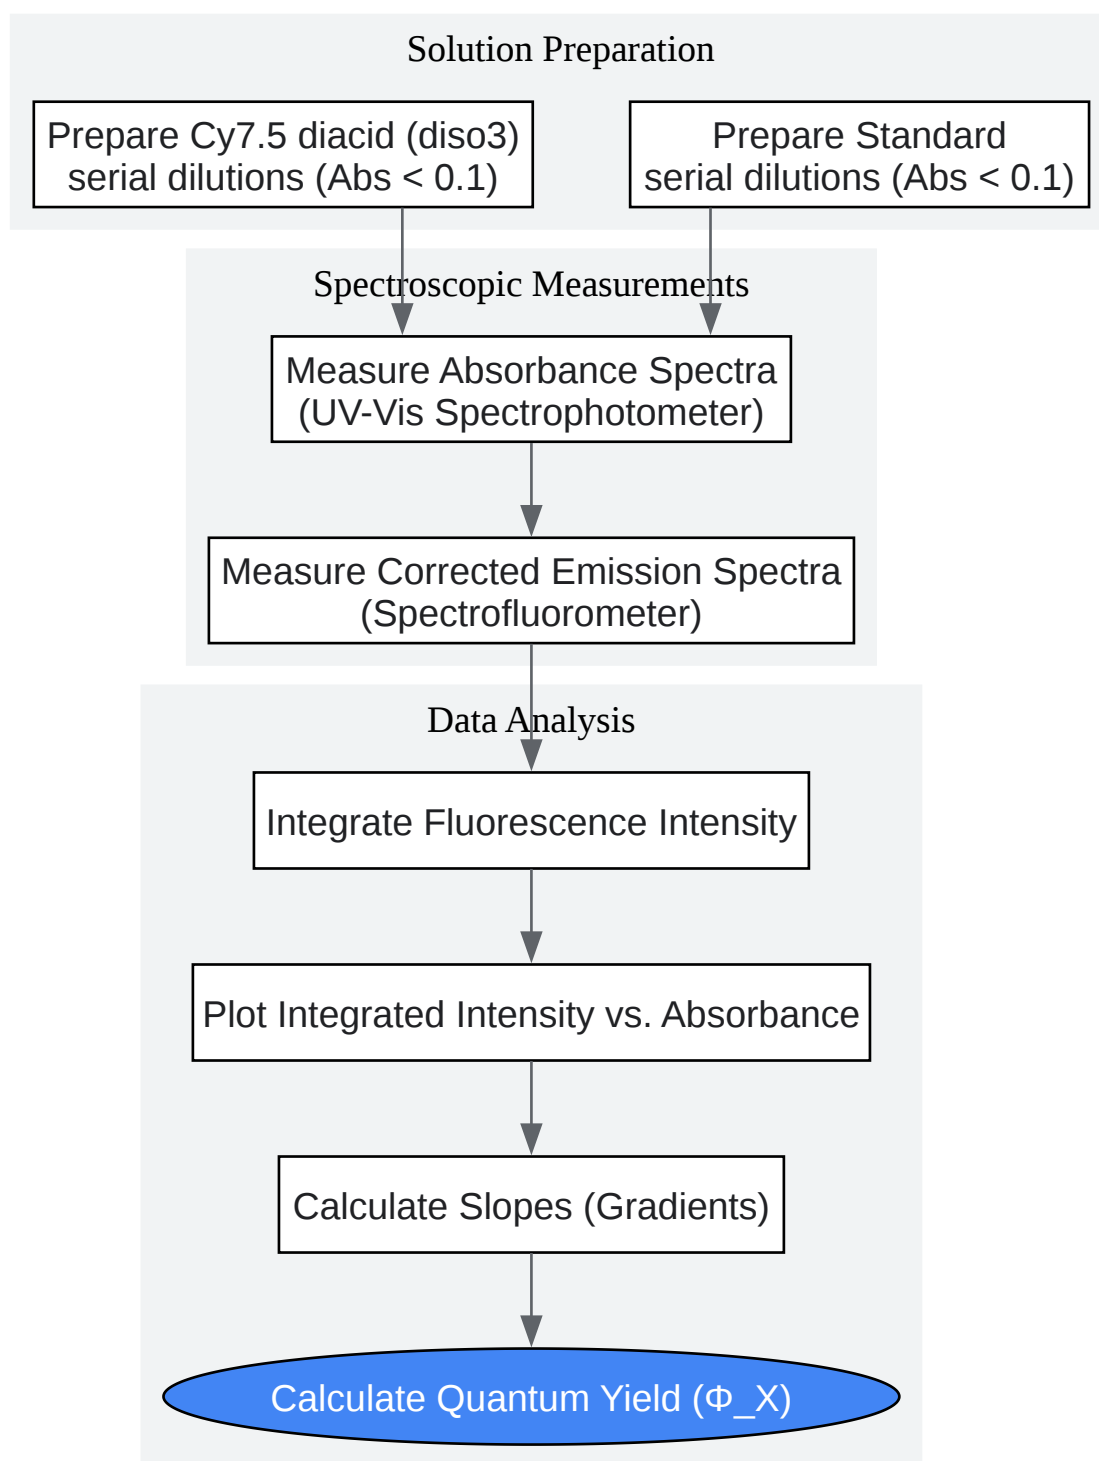 Solution Preparation
Prepare Cy7.5 diacid (diso3)
serial dilutions (Abs < 0.1)
Prepare Standard
serial dilutions (Abs < 0.1)
Spectroscopic Measurements
Measure Absorbance Spectra
(UV-Vis Spectrophotometer)
Measure Corrected Emission Spectra
(Spectrofluorometer)
Data Analysis
Integrate Fluorescence Intensity
Plot Integrated Intensity vs. Absorbance
Calculate Slopes (Gradients)
Calculate Quantum Yield (Φ_X)